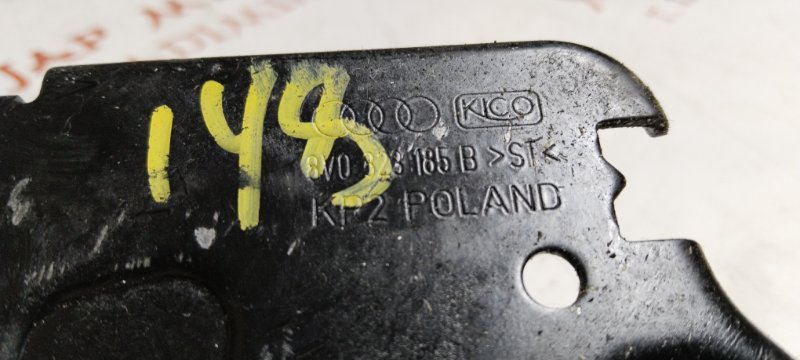 148
KICO
8V0 823 185 B >ST<
KP2 POLAND